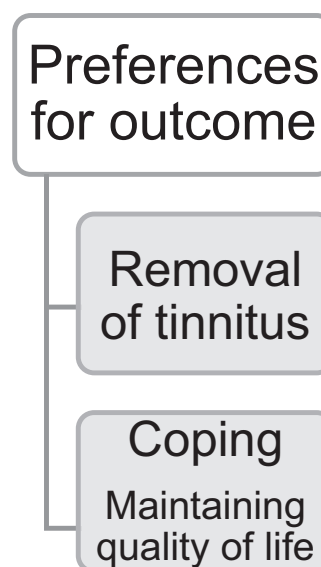 Preferences
for outcome
Removal
of tinnitus
Coping
Maintaining
quality of life